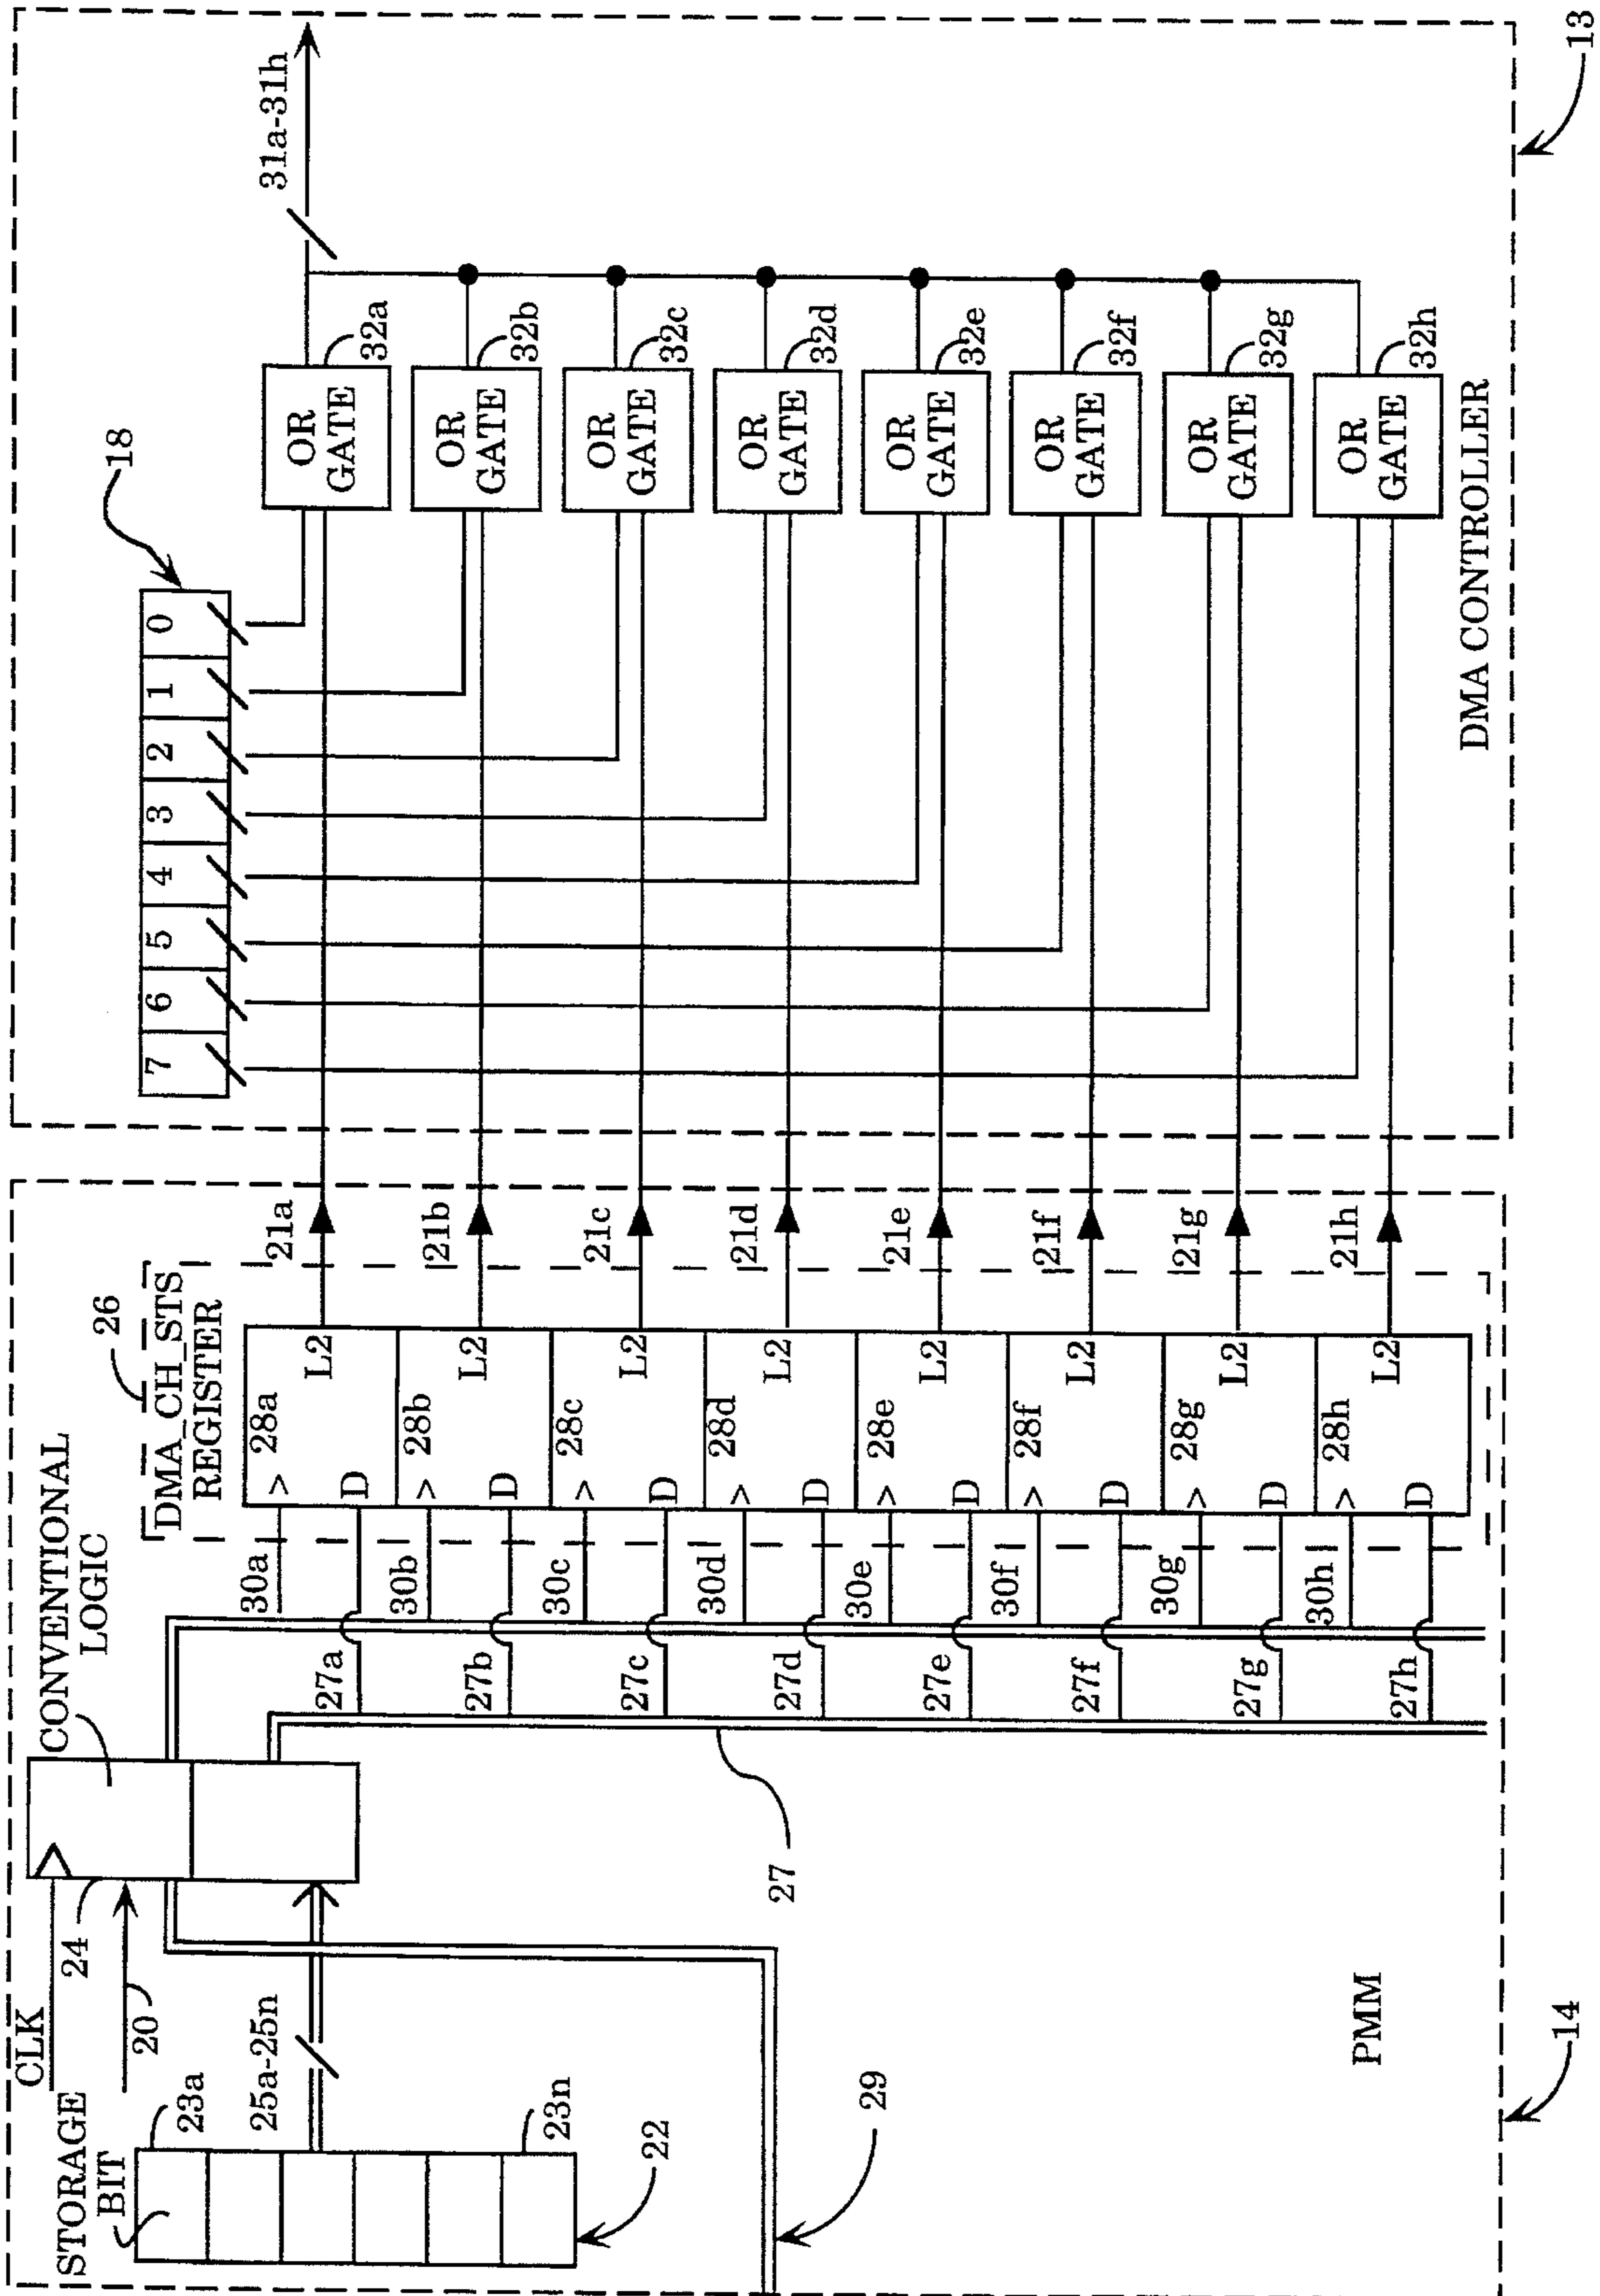 CLK
24
20
STORAGE
BIT
23a
25a-25n
23n
22
29
CONVENTIONAL
LOGIC
27
PMM
14
26
DMA_CH_STS
REGISTER
30a
27a
28a
>
D
L2
21a
30b
27b
28b
>
D
L2
21b
30c
27c
28c
>
D
L2
21c
30d
27d
28d
>
D
L2
21d
30e
27e
28e
>
D
L2
21e
30f
27f
28f
>
D
L2
21f
30g
27g
28g
>
D
L2
21g
30h
27h
28h
>
D
L2
21h
7 6 5 4 3 2 1 0
18
OR
GATE
32a
OR
GATE
32b
OR
GATE
32c
OR
GATE
32d
OR
GATE
32e
OR
GATE
32f
OR
GATE
32g
OR
GATE
32h
31a-31h
DMA CONTROLLER
13